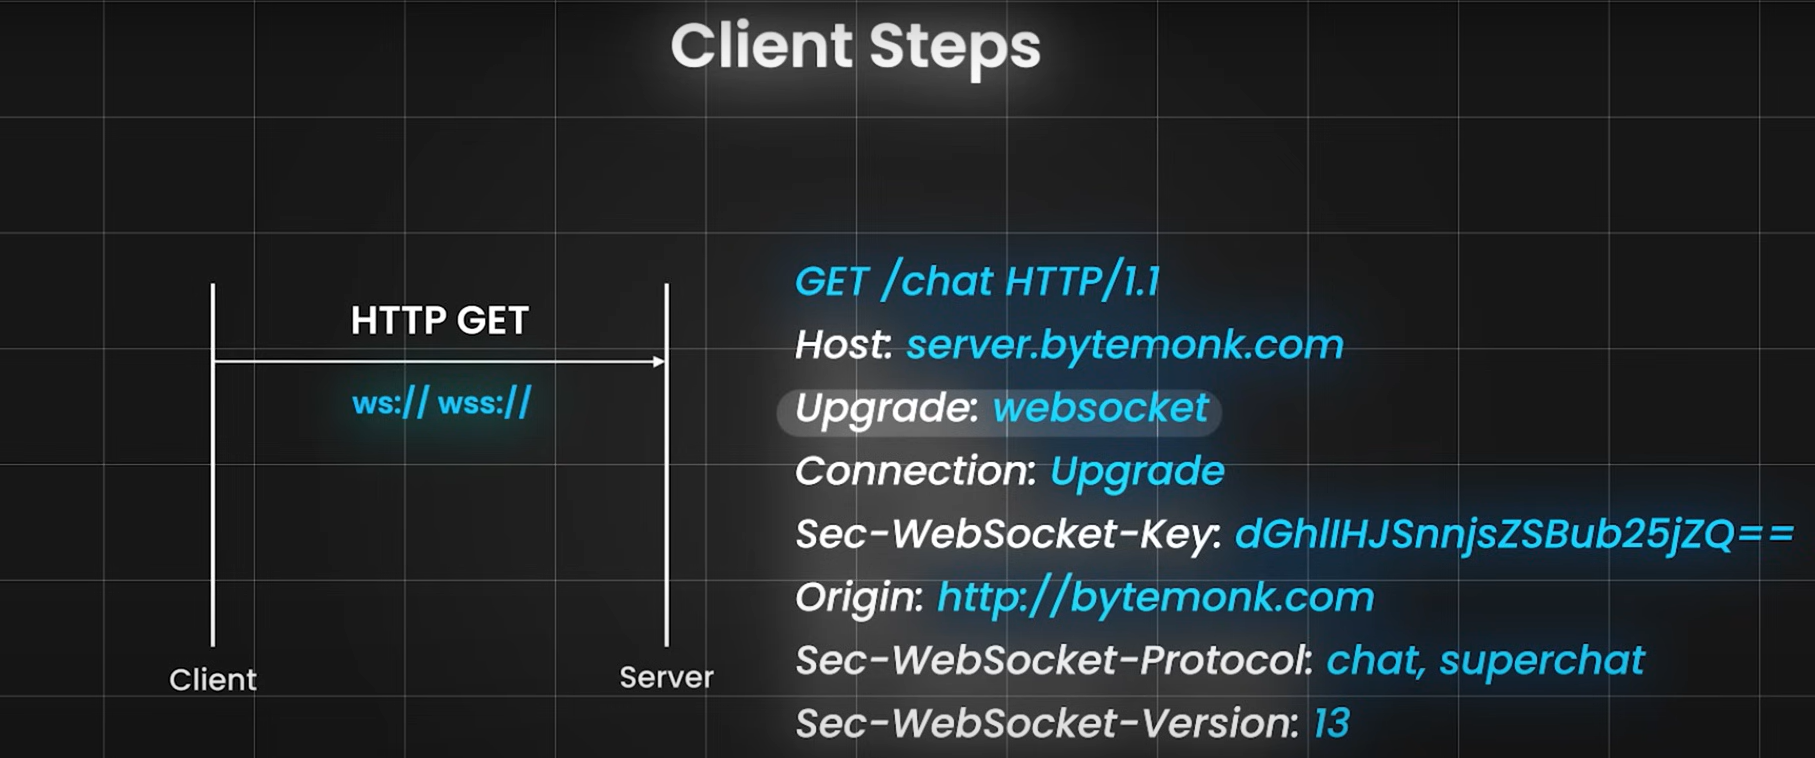 Client Steps
HTTP GET
ws:// wss://
Client
Server
GET /chat HTTP/1.1
Host: server.bytemonk.com
Upgrade: websocket
Connection: Upgrade
Sec-WebSocket-Key: dGhlIHJSnnjsZSBub25jZQ==
Origin: http://bytemonk.com
Sec-WebSocket-Protocol: chat, superchat
Sec-WebSocket-Version: 13